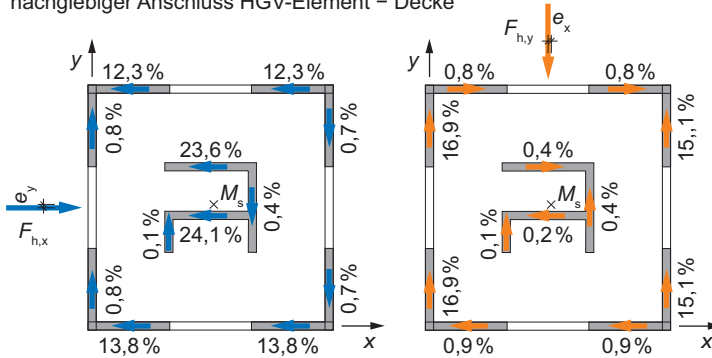 nachgiebiger Anschluss HGV-Element – Decke
y
12,3 %
12,3 %
0,8 %
0,7 %
23,6 %
M_s
0,4 %
e_y
F_h,x
0,1 %
24,1 %
0,8 %
0,7 %
13,8 %
13,8 %
x
F_h,y
e_x
y
0,8 %
0,8 %
16,9 %
15,,1 %
0,4 %
M_s
0,4 %
0,1 %
0,2 %
16,9 %
15,1 %
0,9 %
0,9 %
x